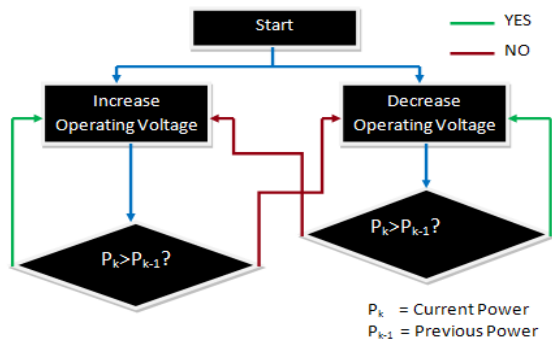 Start
YES
NO
Increase
Operating Voltage
Decrease
Operating Voltage
Pₖ>Pₖ₋₁?
Pₖ>Pₖ₋₁?
Pₖ = Current Power
Pₖ₋₁ = Previous Power